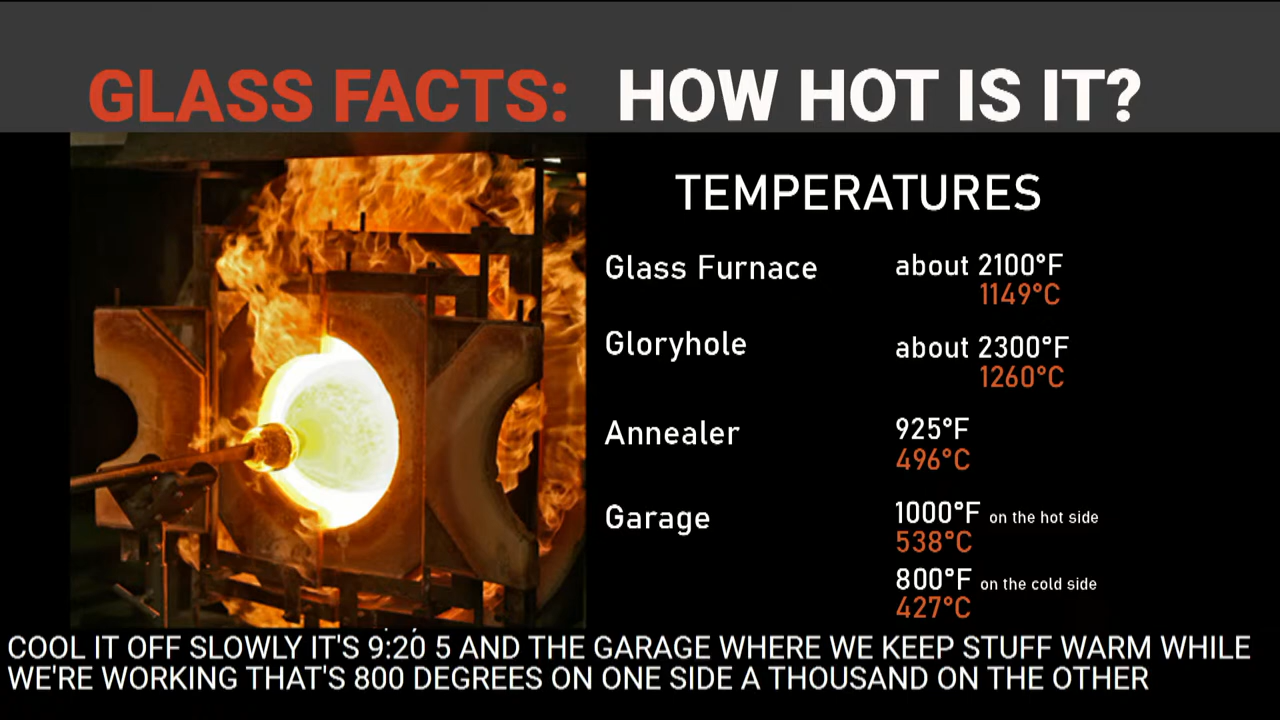 GLASS FACTS: HOW HOT IS IT?
TEMPERATURES
Glass Furnace about 2100°F
1149°C
Gloryhole about 2300°F
1260°C
Annealer 925°F
496°C
Garage 1000°F on the hot side
538°C
800°F on the cold side
427°C
COOL IT OFF SLOWLY IT'S 9:20 5 AND THE GARAGE WHERE WE KEEP STUFF WARM WHILE
WE'RE WORKING THAT'S 800 DEGREES ON ONE SIDE A THOUSAND ON THE OTHER